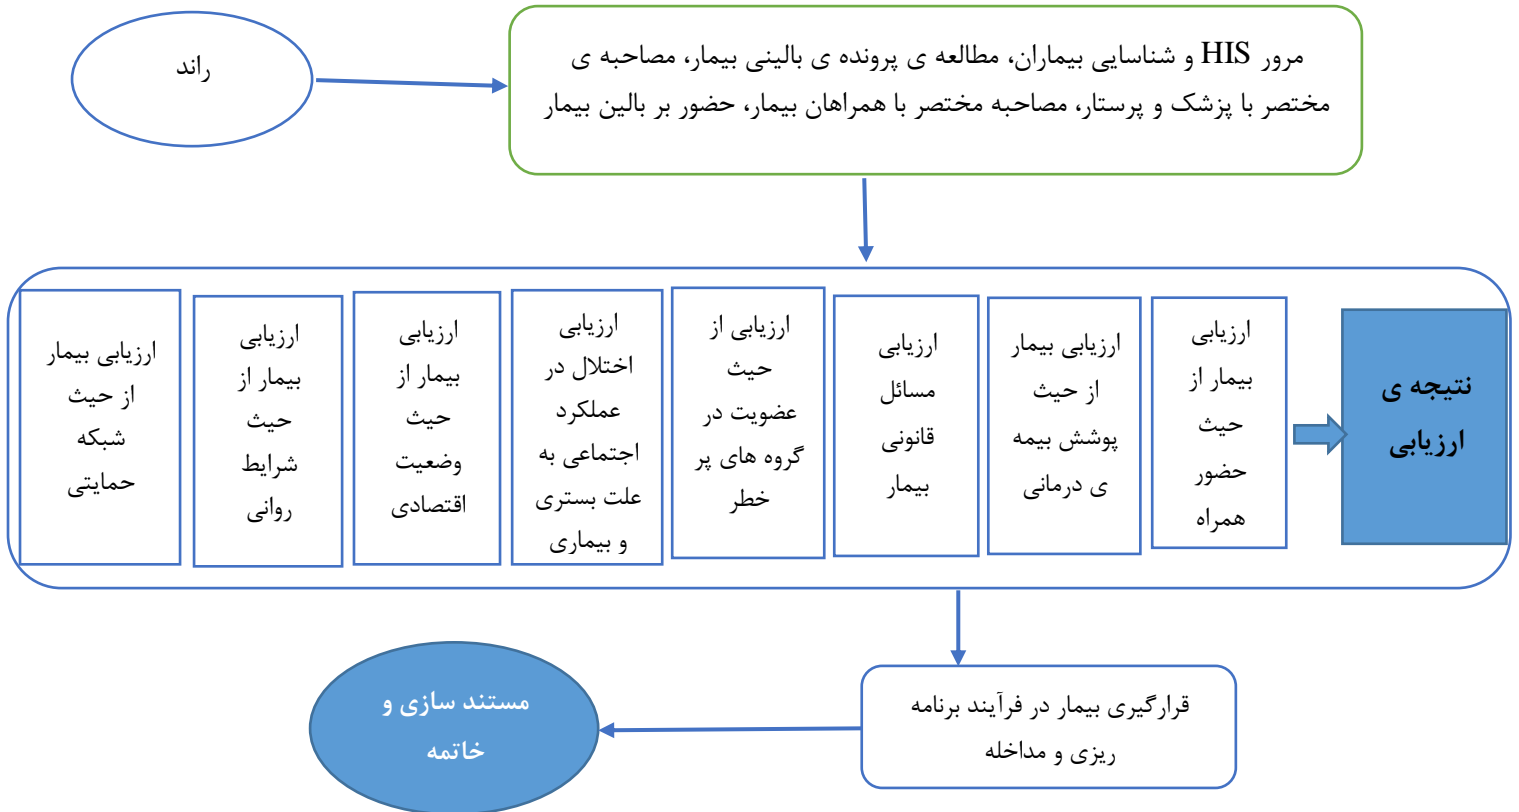 راند
مرور HIS و شناسایی بیماران، مطالعه ی پرونده ی بالینی بیمار، مصاحبه ی
مختصر با پزشک و پرستار، مصاحبه مختصر با همراهان بیمار، حضور بر بالین بیمار
نتیجه ی
ارزیابی
ارزیابی
بیمار از
حیث
حضور
همراه
ارزیابی بیمار
از حیث
پوشش بیمه
ی درمانی
ارزیابی
مسائل
قانونی
بیمار
ارزیابی از
حیث
عضویت در
گروه های پر
خطر
ارزیابی
اختلال در
عملکرد
اجتماعی به
علت بستری
و بیماری
ارزیابی
بیمار از
حیث
وضعیت
اقتصادی
ارزیابی
بیمار از
حیث
شرایط
روانی
ارزیابی بیمار
از حیث
شبکه
حمایتی
قرارگیری بیمار در فرآیند برنامه
ریزی و مداخله
مستند سازی و
خاتمه